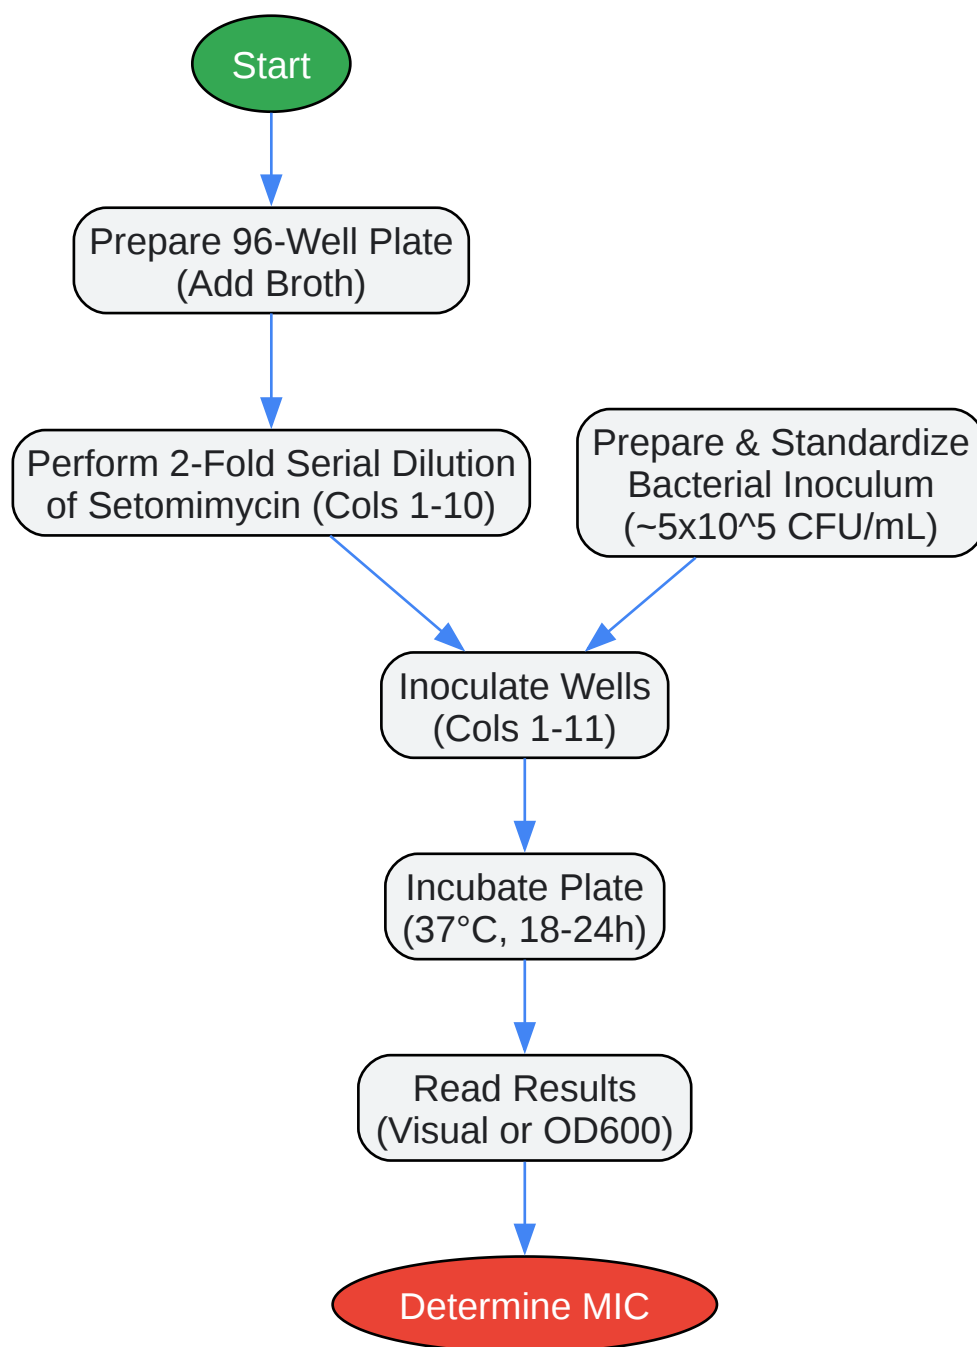 Start
Prepare 96-Well Plate
(Add Broth)
Perform 2-Fold Serial Dilution
of Setomimycin (Cols 1-10)
Prepare & Standardize
Bacterial Inoculum
(~5x10^5 CFU/mL)
Inoculate Wells
(Cols 1-11)
Incubate Plate
(37°C, 18-24h)
Read Results
(Visual or OD600)
Determine MIC